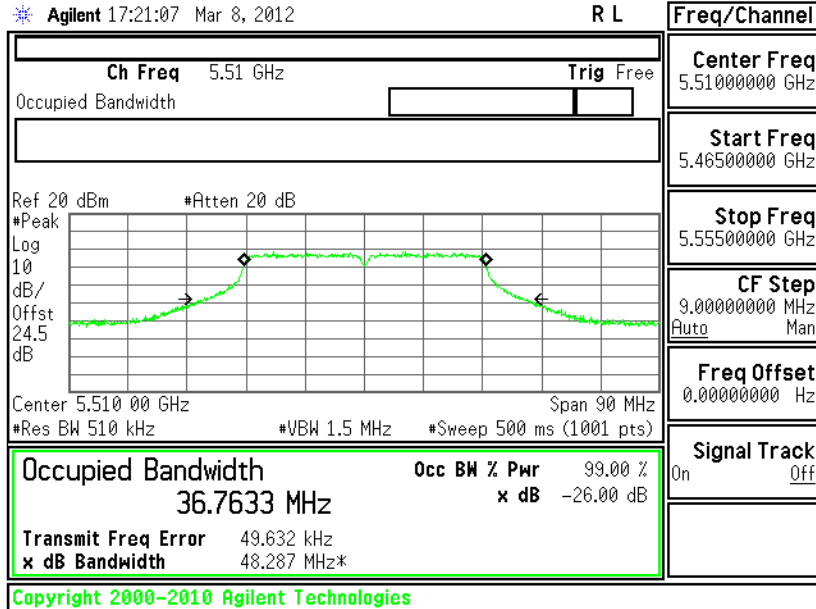 Agilent 17:21:07 Mar 8, 2012 R L
Freq/Channel
Ch Freq 5.51 GHz Trig Free
Occupied Bandwidth
Center Freq
5.51000000 GHz
Start Freq
5.46500000 GHz
Stop Freq
5.55500000 GHz
CF Step
9.00000000 MHz
Auto Man
Freq Offset
0.00000000 Hz
Signal Track
On Off
Ref 20 dBm #Atten 20 dB
#Peak
Log
10
dB/
Offst
24.5
dB
Center 5.510 00 GHz Span 90 MHz
#Res BW 510 kHz #VBW 1.5 MHz #Sweep 500 ms (1001 pts)
Occupied Bandwidth
36.7633 MHz
Occ BW % Pwr 99.00 %
x dB -26.00 dB
Transmit Freq Error 49.632 kHz
x dB Bandwidth 48.287 MHz*
Copyright 2000-2010 Agilent Technologies